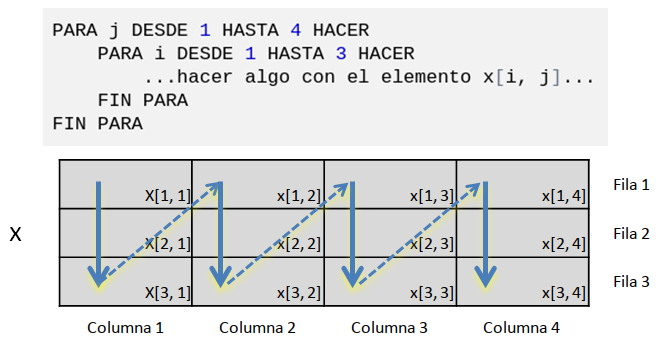 PARA j DESDE 1 HASTA 4 HACER
PARA i DESDE 1 HASTA 3 HACER
...hacer algo con el elemento x[i, j]...
FIN PARA
FIN PARA
X[1, 1] x[1, 2] x[1, 3] x[1, 4] Fila 1
X X[2, 1] x[2, 2] x[2, 3] x[2, 4] Fila 2
X[3, 1] x[3, 2] x[3, 3] x[3, 4] Fila 3
Columna 1 Columna 2 Columna 3 Columna 4